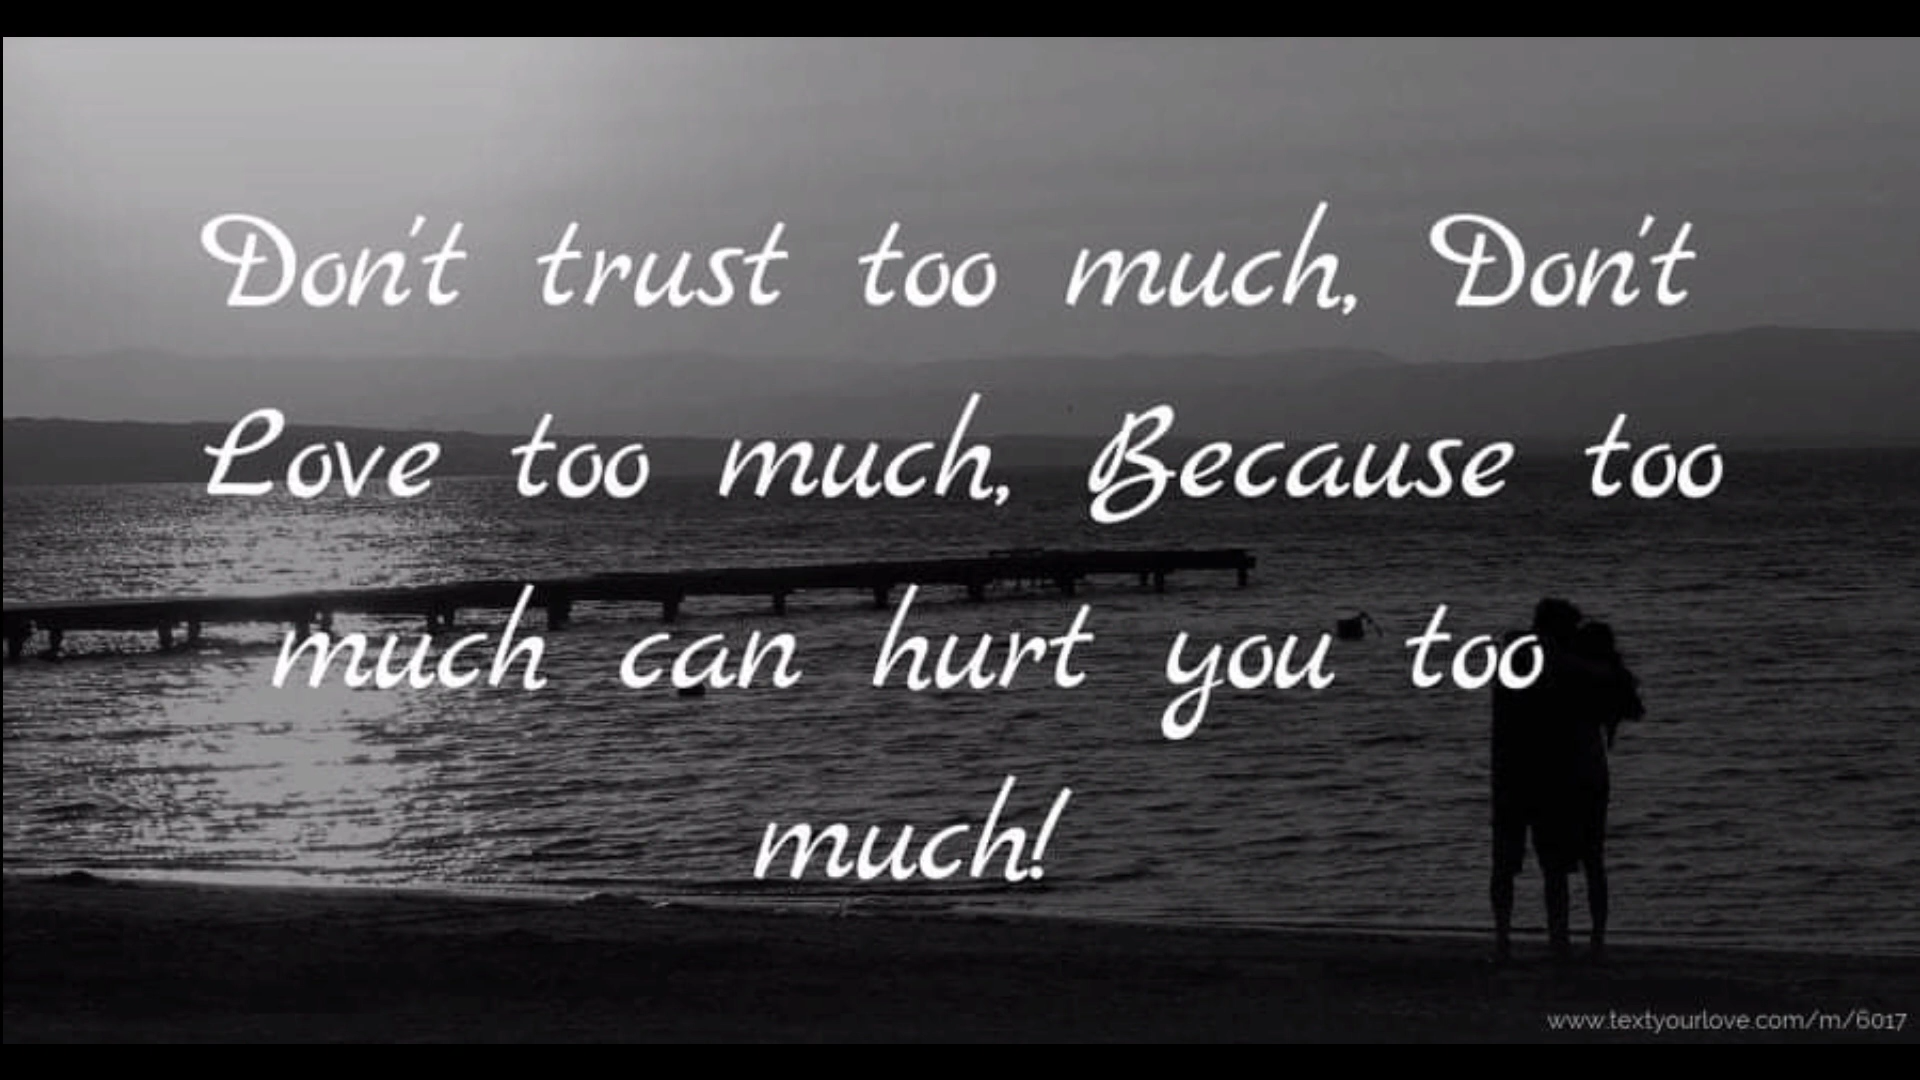 Don't trust too much, Don't
Love too much, Because too
much can hurt you too
much!
www.textyourlove.com/m/6017